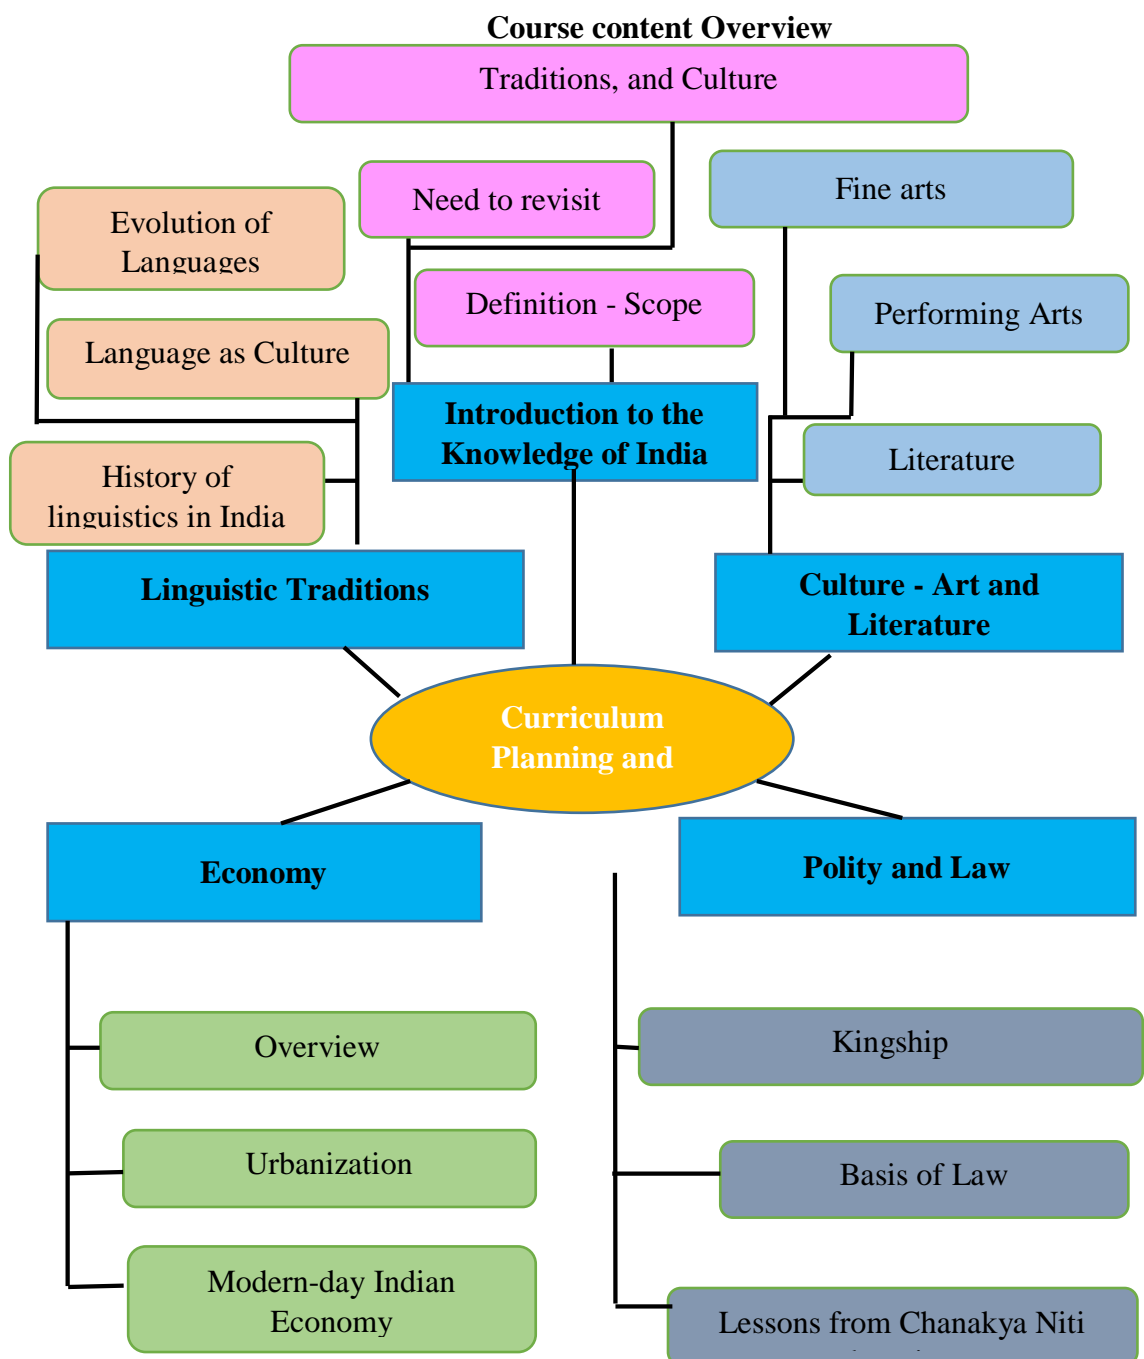 Course content Overview
Traditions, and Culture
Need to revisit
Fine arts
Evolution of
Languages
Definition - Scope
Performing Arts
Language as Culture
Introduction to the
Knowledge of India
Literature
History of
linguistics in India
Linguistic Traditions
Culture - Art and
Literature
Curriculum
Planning and
Economy
Polity and Law
Overview
Kingship
Urbanization
Basis of Law
Modern-day Indian
Economy
Lessons from Chanakya Niti